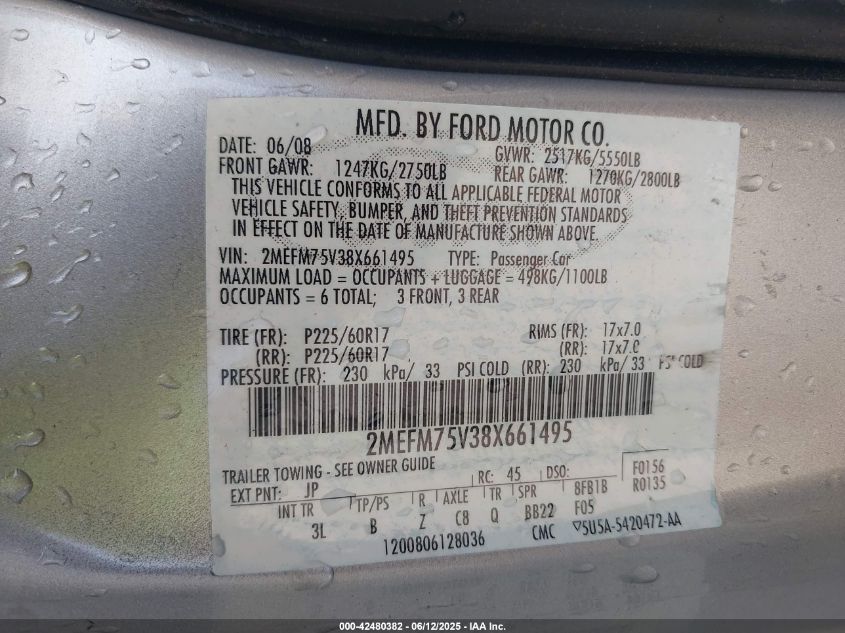 MFD. BY FORD MOTOR CO.
DATE: 06/08 GVWR: 2517KG/5550LB
FRONT GAWR: 1247KG/2750LB REAR GAWR: 1270KG/2800LB
THIS VEHICLE CONFORMS TO ALL APPLICABLE FEDERAL MOTOR
VEHICLE SAFETY, BUMPER, AND THEFT PREVENTION STANDARDS
IN EFFECT ON THE DATE OF MANUFACTURE SHOWN ABOVE.
VIN: 2MEFM75V38X661495 TYPE: Passenger Car
MAXIMUM LOAD = OCCUPANTS + LUGGAGE = 498KG/1100LB
OCCUPANTS = 6 TOTAL; 3 FRONT, 3 REAR
TIRE (FR): P225/60R17 RIMS (FR): 17x7.0
(RR): P225/60R17 (RR): 17x7.0
PRESSURE (FR): 230 kPa/ 33 PSI COLD (RR): 230 kPa/ 33 PSI COLD
2MEFM75V38X661495
TRAILER TOWING - SEE OWNER GUIDE
EXT PNT: JP RC: 45 DSO: F0156
R0135
INT TR TP/PS R AXLE TR SPR 8FB1B
3L B Z C8 Q BB22 F05
1200806128036 CMC 5U5A-5420472-AA
000-42480382 - 06/12/2025 - IAA Inc.